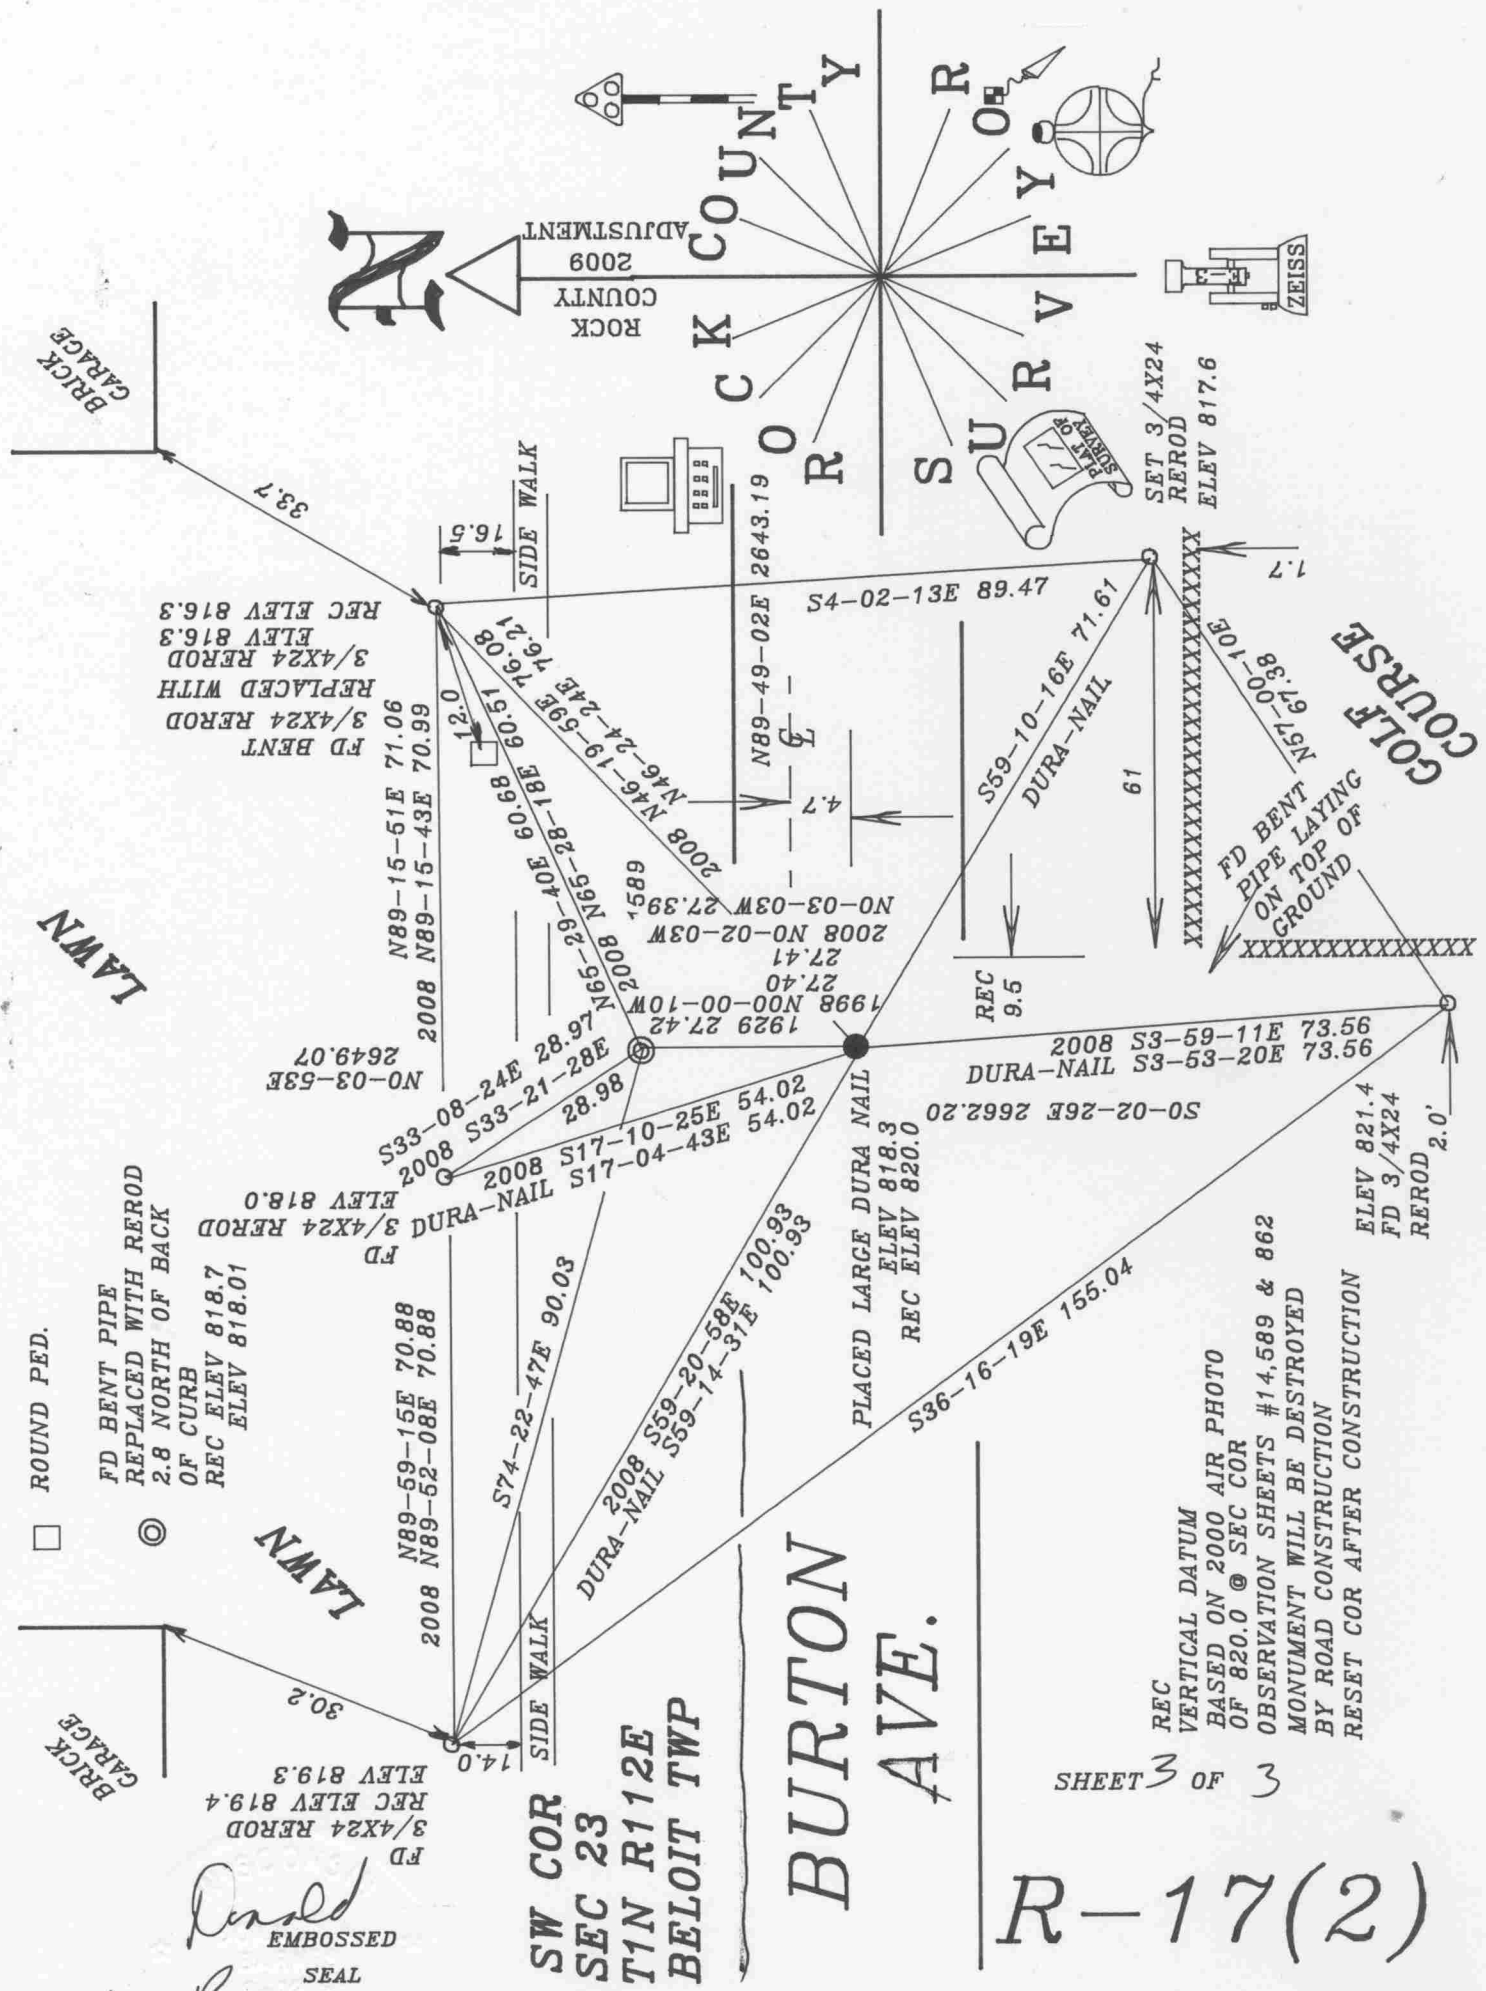 BRICK
GARAGE
30.2
FD
3/4X24 REROD
REC ELEV 819.4
ELEV 819.3
14.0
SIDE WALK
LAWN
ROUND PED.
FD BENT PIPE
REPLACED WITH REROD
2.8 NORTH OF BACK
OF CURB
REC ELEV 818.7
ELEV 818.01
N89-59-15E 70.88
2008 N89-52-08E 70.88
FD
3/4X24 REROD
ELEV 818.0
LAWN
N0-03-53E
2649.07
N89-15-51E 71.06
2008 N89-15-43E 70.99
FD BENT
3/4X24 REROD
REPLACED WITH
3/4X24 REROD
ELEV 816.3
REC ELEV 816.3
BRICK
GARAGE
33.7
16.5
SIDE WALK
12.0
S33-08-24E 28.97
2008 S33-21-28E
28.98
2008 S17-10-25E 54.02
DURA-NAIL S17-04-43E 54.02
S74-22-47E 90.03
2008 S59-20-58E 100.93
DURA-NAIL S59-14-31E 100.93
N65-29-40E 60.68
2008 N65-28-18E 60.51
2008 N46-19-59E 76.08
N46-24-24E 76.21
1589
1929 27.42
1998 N00-00-10W
27.40
27.41
2008 N0-02-03W
N0-03-03W 27.39
N89-49-02E 2643.19
CL
4.7
S4-02-13E 89.47
S59-10-16E 71.61
DURA-NAIL
61
REC
9.5
PLACED LARGE DURA NAIL
ELEV 818.3
REC ELEV 820.0
2008 S3-59-11E 73.56
DURA-NAIL S3-53-20E 73.56
S0-02-26E 2662.20
S36-16-19E 155.04
SET 3/4X24
REROD
ELEV 817.6
1.7
N57-00-10E
67.38
GOLF
COURSE
FD BENT
PIPE LAYING
ON TOP OF
GROUND
ELEV 821.4
FD 3/4X24
REROD
2.0'
N
ROCK
COUNTY
2009
ADJUSTMENT
ROCK COUNTY
SURVEYOR
PLAT OF
SURVEY
ZEISS
Donald
EMBOSSED
SEAL
SW COR
SEC 23
T1N R112E
BELOIT TWP
BURTON
AVE.
SHEET 3 OF 3
REC
VERTICAL DATUM
BASED ON 2000 AIR PHOTO
OF 820.0 @ SEC COR
OBSERVATION SHEETS #14,589 & 862
MONUMENT WILL BE DESTROYED
BY ROAD CONSTRUCTION
RESET COR AFTER CONSTRUCTION
R-17(2)